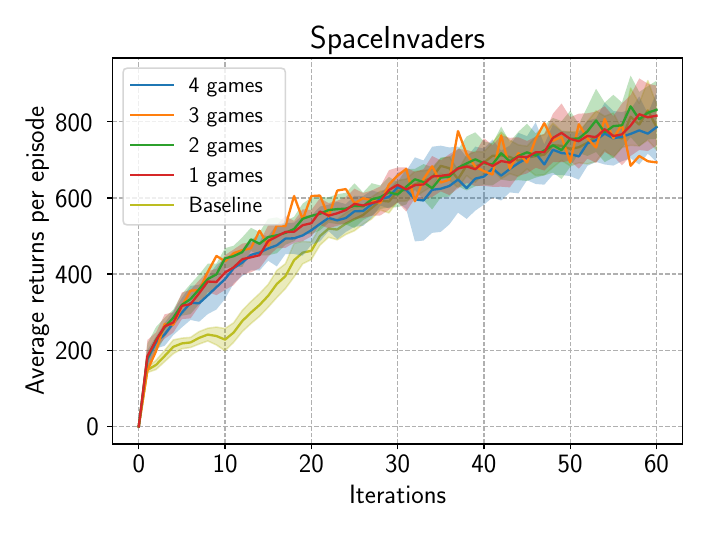 SpaceInvaders
4 games
3 games
2 games
1 games
Baseline
Average returns per episode
800
600
400
200
0
0 10 20 30 40 50 60
Iterations